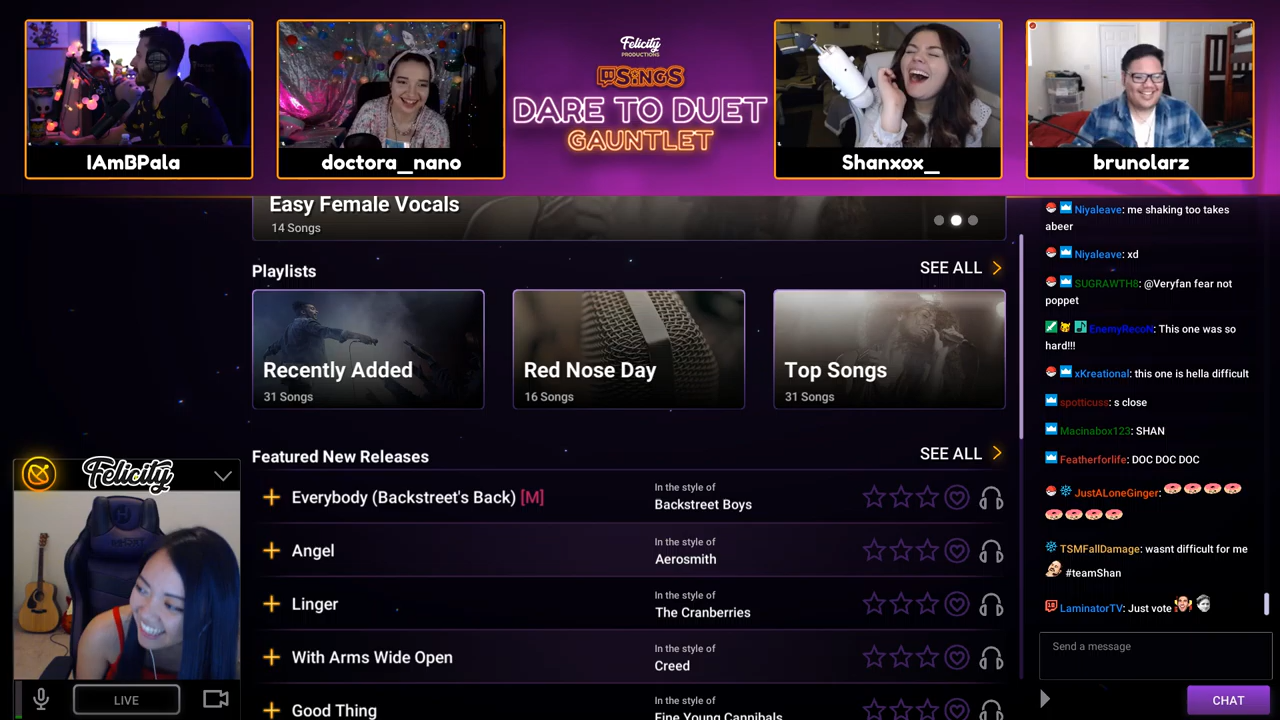 Felicity
PRODUCTIONS
SINGS
DARE TO DUET
GAUNTLET
IAmBPala
doctora__nano
Shanxox_
brunolarz
Easy Female Vocals
14 Songs
Playlists
SEE ALL
Recently Added
31 Songs
Red Nose Day
16 Songs
Top Songs
31 Songs
Featured New Releases
SEE ALL
Everybody (Backstreet's Back) [M]
In the style of
Backstreet Boys
Angel
In the style of
Aerosmith
Linger
In the style of
The Cranberries
With Arms Wide Open
In the style of
Creed
Good Thing
In the style of
Fine Young Cannibals
Felicity
LIVE
Niyaleave: me shaking too takes
abeer
Niyaleave: xd
SUGRAWTH8: @Veryfan fear not
poppet
EnemyRecoN: This one was so
hard!!!
xKreational: this one is hella difficult
spotticuss: s close
Macinabox123: SHAN
Featherforlife: DOC DOC DOC
JustALoneGinger:
TSMFallDamage: wasnt difficult for me
#teamShan
LaminatorTV: Just vote
Send a message
CHAT